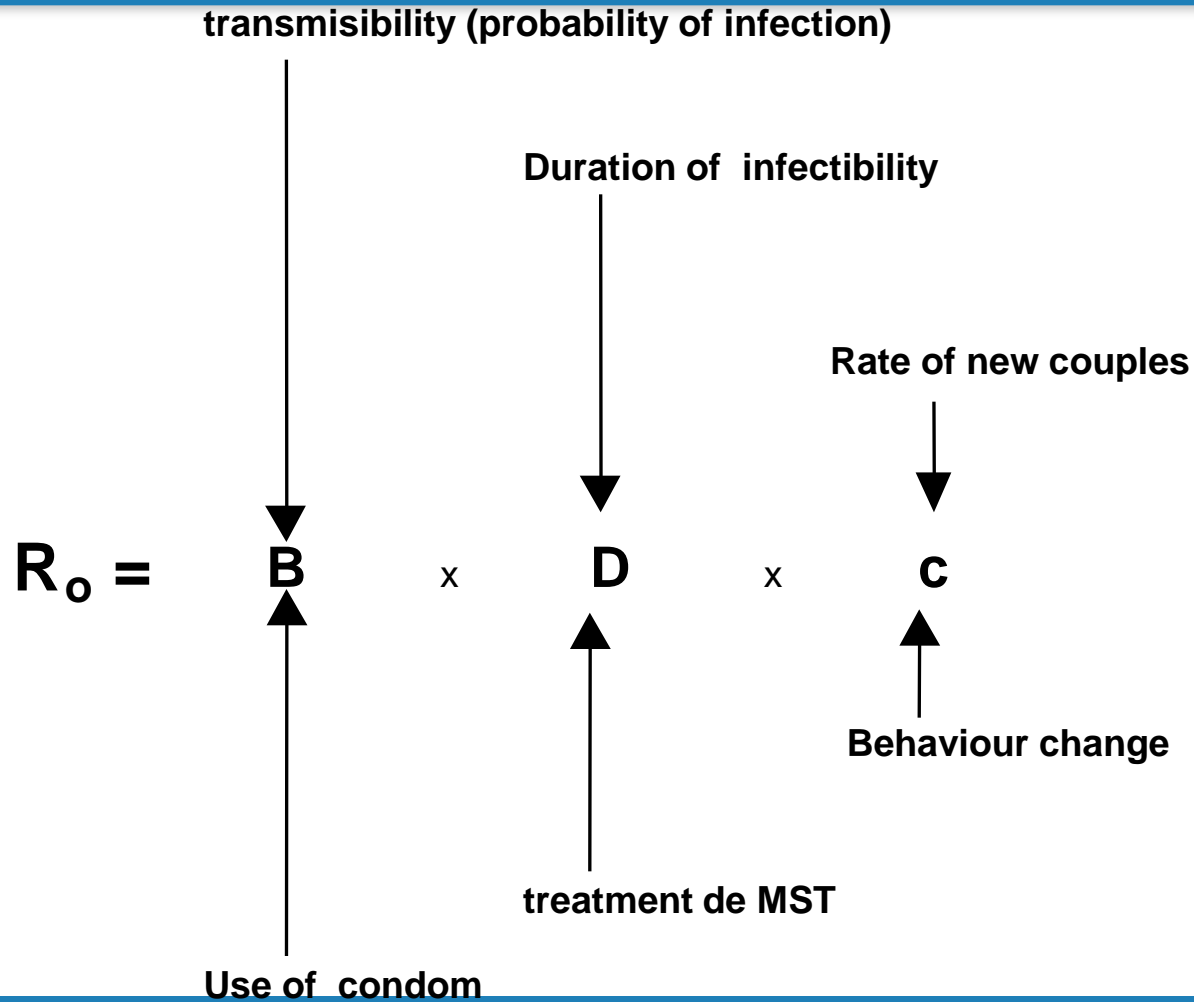 transmisibility (probability of infection)
Duration of infectibility
Rate of new couples
Ro = B x D x c
Behaviour change
treatment de MST
Use of condom